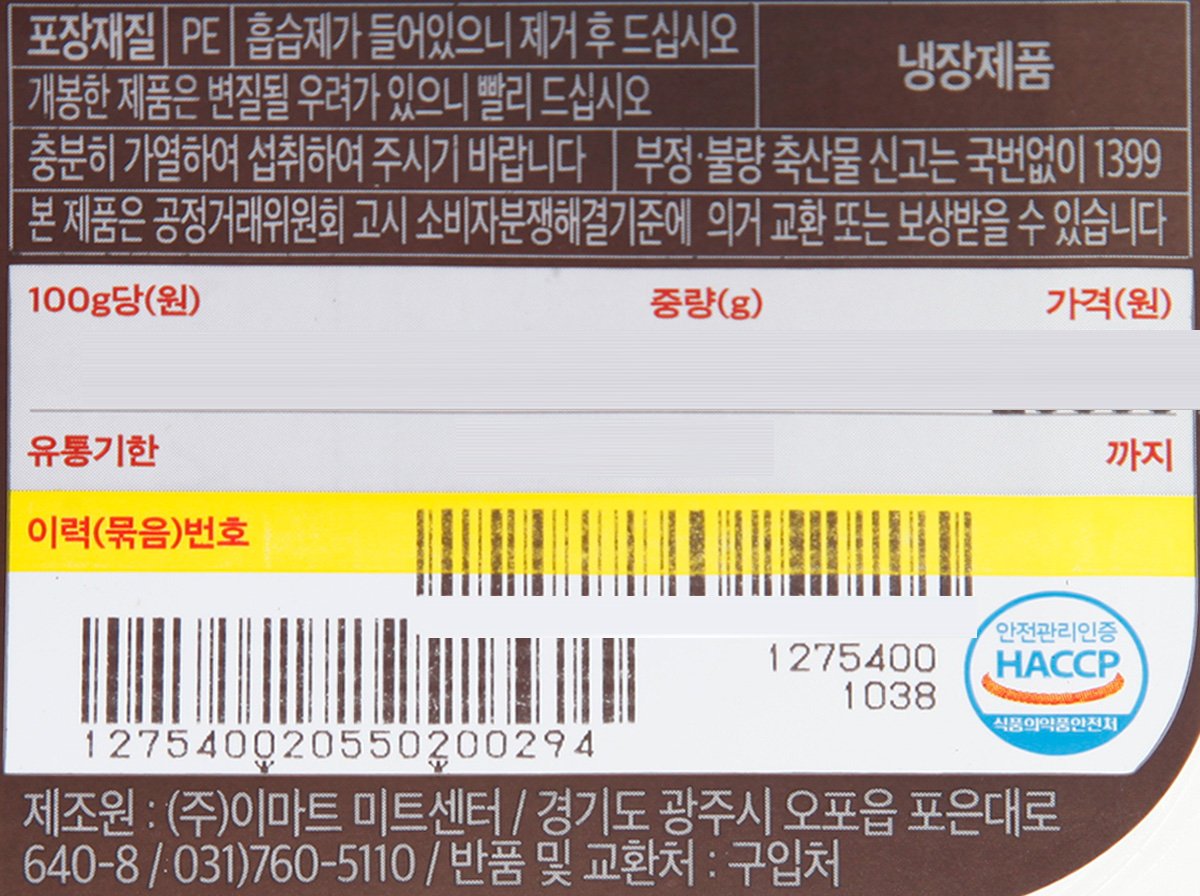 포장재질 PE 흡습제가 들어있으니 제거 후 드십시오
냉장제품
개봉한 제품은 변질될 우려가 있으니 빨리 드십시오
충분히 가열하여 섭취하여 주시기 바랍니다 부정·불량 축산물 신고는 국번없이 1399
본 제품은 공정거래위원회 고시 소비자분쟁해결기준에 의거 교환 또는 보상받을 수 있습니다
100g당(원) 중량(g) 가격(원)
유통기한 까지
이력(묶음)번호
1275400
1038
안전관리인증
HACCP
식품의약품안전처
127540020550200294
제조원 : (주)이마트 미트센터 / 경기도 광주시 오포읍 포은대로
640-8 / 031)760-5110 / 반품 및 교환처 : 구입처